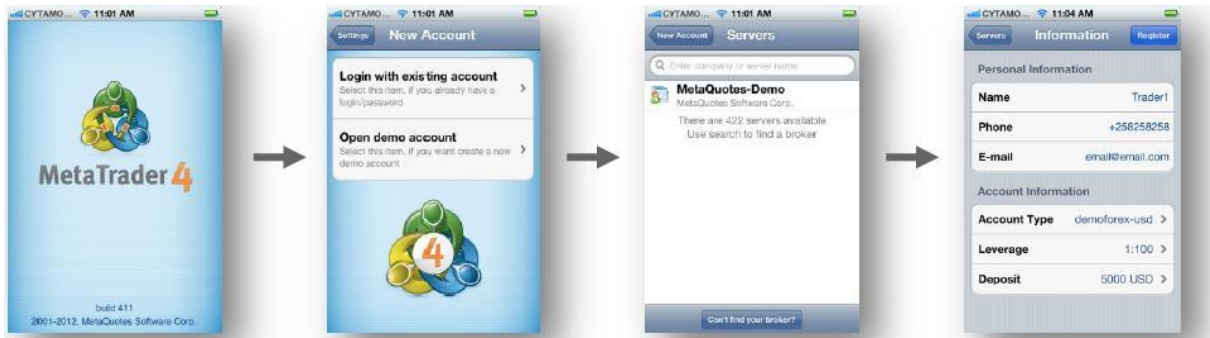 CYTAMO... 11:01 AM
MetaTrader 4
build 411
2001-2012, MetaQuotes Software Corp.
CYTAMO... 11:01 AM
Settings New Account
Login with existing account
Select this item, if you already have a
login/password
Open demo account
Select this item, if you want create a new
demo account
4
CYTAMO... 11:01 AM
New Account Servers
Enter company or server name
MetaQuotes-Demo
MetaQuotes Software Corp.
There are 422 servers available
Use search to find a broker
Can't find your broker?
CYTAMO... 11:04 AM
Servers Information Register
Personal Information
Name Trader1
Phone +258258258
E-mail email@email.com
Account Information
Account Type demoforex-usd
Leverage 1:100
Deposit 5000 USD